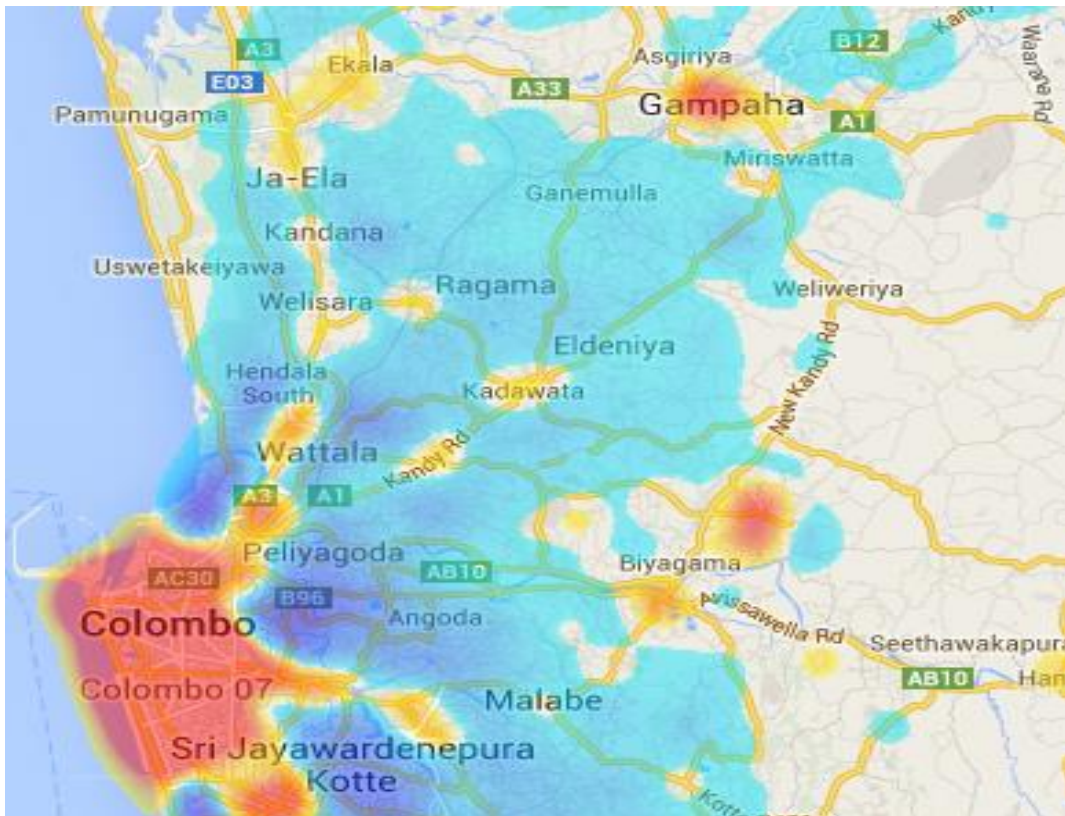 A3
Ekala
E03
Pamunugama
A33
Asgiriya
B12
Gampaha
A1
Waarana Rd
Miriswatta
Ja-Ela
Ganemulla
Kandana
Uswetakeiyawa
Welisara
Ragama
Weliweriya
Eldeniya
Hendala
South
Kadawata
New Kandy Rd
Wattala
Kandy Rd
A3
A1
Peliyagoda
AB10
Biyagama
AC30
B96
Colombo
Angoda
Avissawella Rd
Seethawakapura
AB10
Colombo 07
Malabe
Sri Jayawardenepura
Kotte